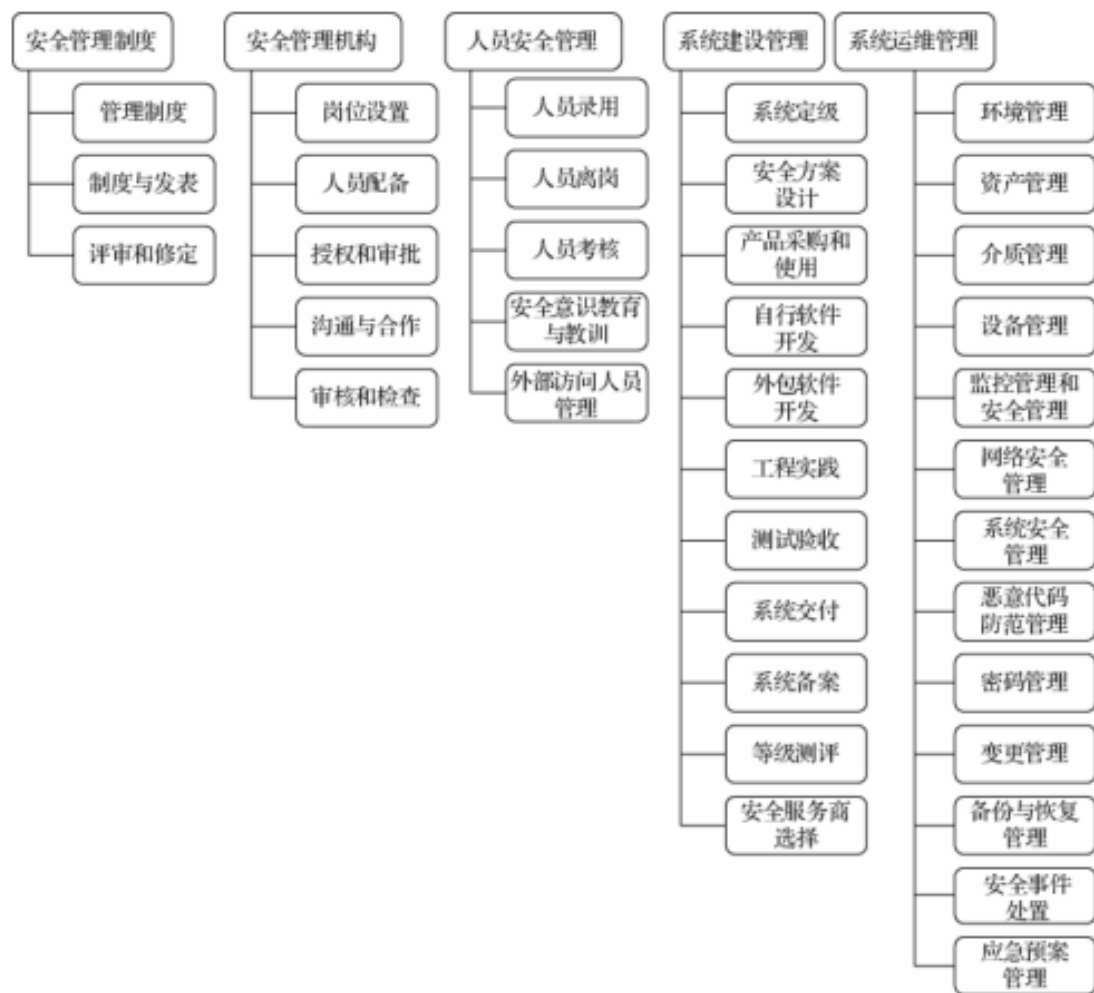 安全管理制度
管理制度
制度与发表
评审和修定
安全管理机构
岗位设置
人员配备
授权和审批
沟通与合作
审核和检查
人员安全管理
人员录用
人员离岗
人员考核
安全意识教育
与教训
外部访问人员
管理
系统建设管理
系统定级
安全方案
设计
产品采购和
使用
自行软件
开发
外包软件
开发
工程实践
测试验收
系统交付
系统备案
等级测评
安全服务商
选择
系统运维管理
环境管理
资产管理
介质管理
设备管理
监控管理和
安全管理
网络安全
管理
系统安全
管理
恶意代码
防范管理
密码管理
变更管理
备份与恢复
管理
安全事件
处置
应急预案
管理